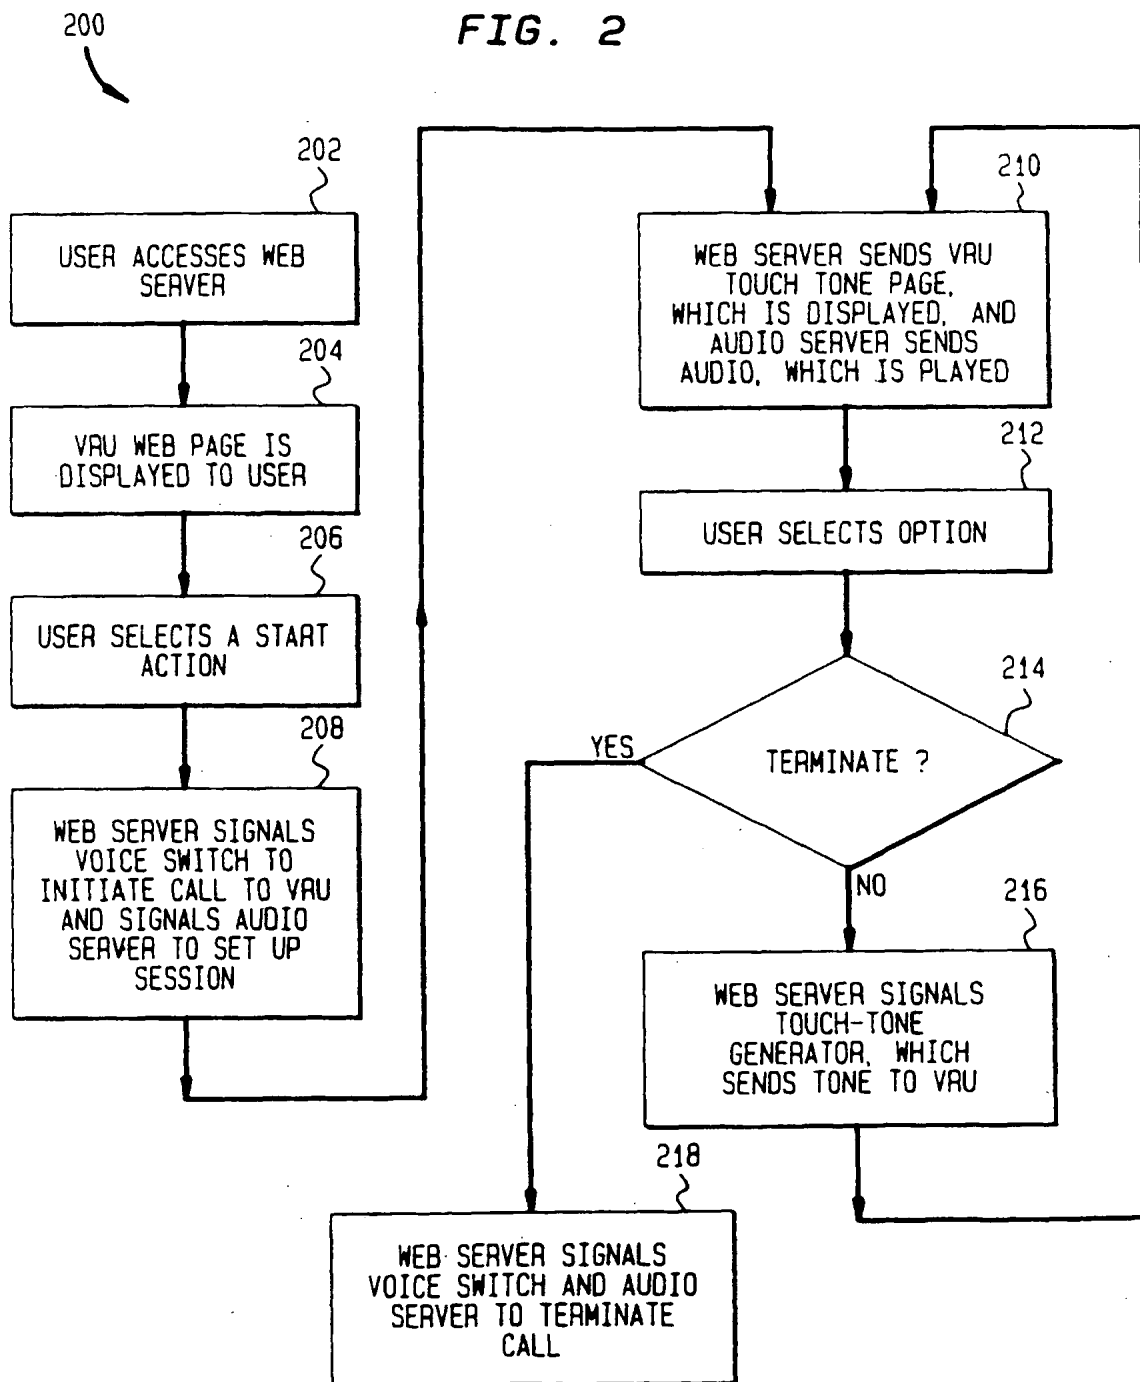 FIG. 2
200
202
USER ACCESSES WEB
SERVER
204
VRU WEB PAGE IS
DISPLAYED TO USER
206
USER SELECTS A START
ACTION
208
WEB SERVER SIGNALS
VOICE SWITCH TO
INITIATE CALL TO VRU
AND SIGNALS AUDIO
SERVER TO SET UP
SESSION
210
WEB SERVER SENDS VRU
TOUCH TONE PAGE,
WHICH IS DISPLAYED, AND
AUDIO SERVER SENDS
AUDIO, WHICH IS PLAYED
212
USER SELECTS OPTION
214
TERMINATE ?
YES
NO
216
WEB SERVER SIGNALS
TOUCH-TONE
GENERATOR, WHICH
SENDS TONE TO VRU
218
WEB SERVER SIGNALS
VOICE SWITCH AND AUDIO
SERVER TO TERMINATE
CALL